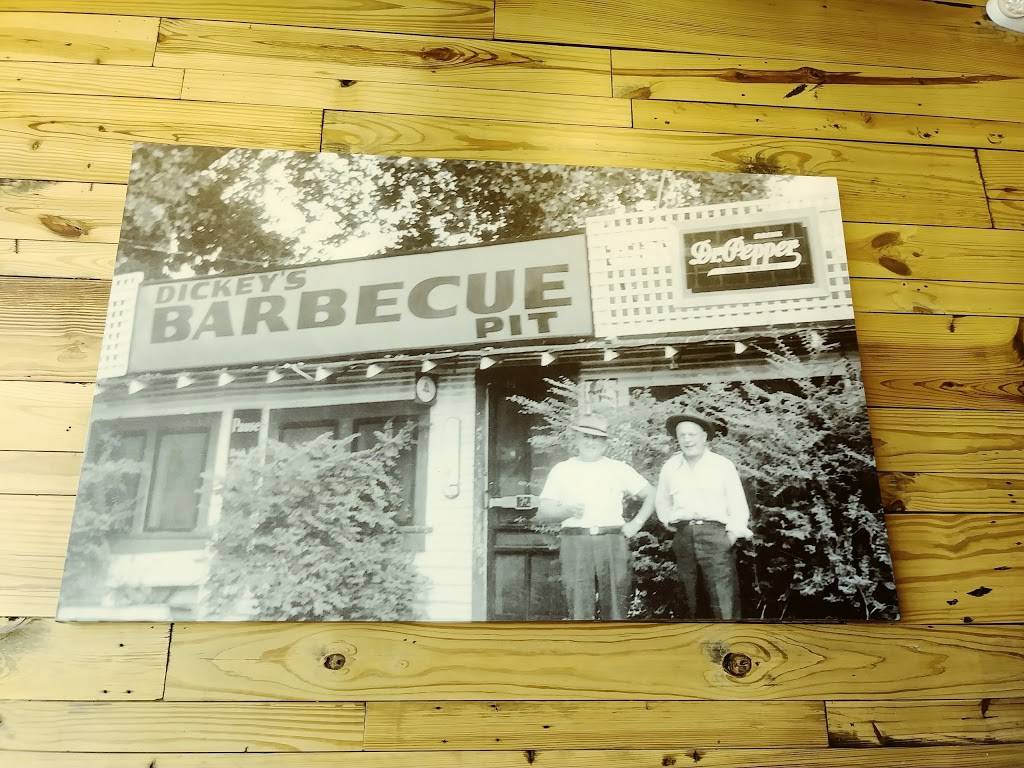 DICKEY'S
BARBECUE
PIT
Dr. Pepper